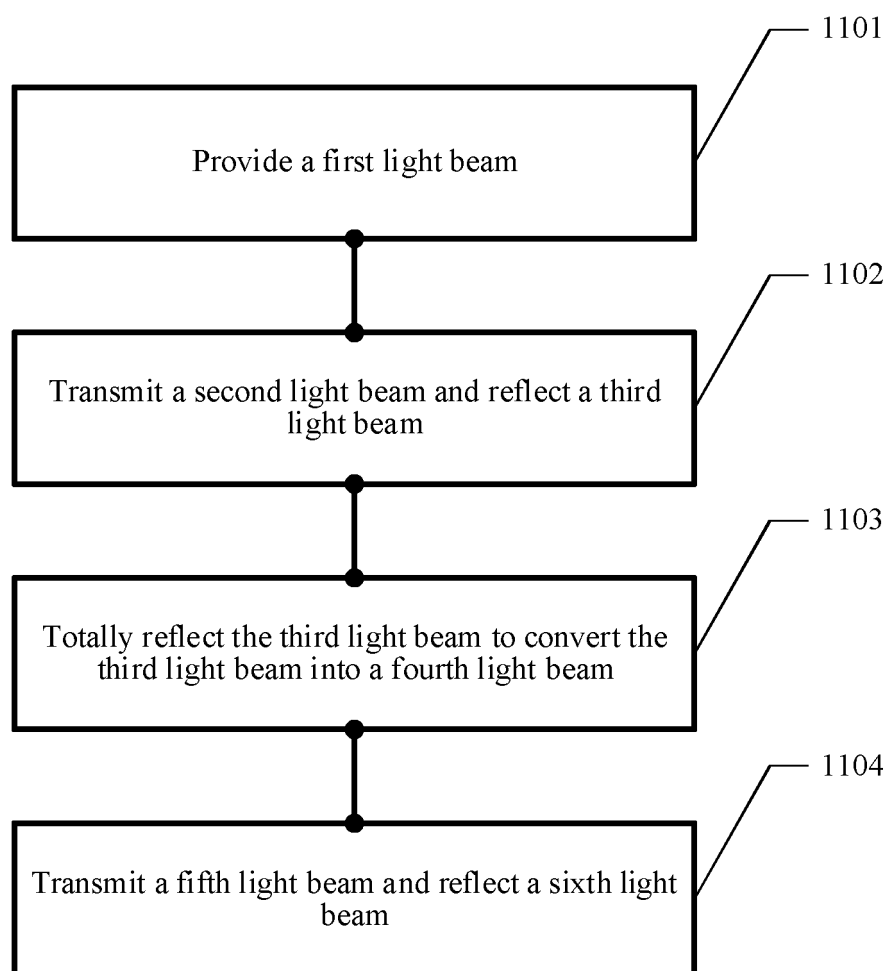 1101
Provide a first light beam
1102
Transmit a second light beam and reflect a third
light beam
1103
Totally reflect the third light beam to convert the
third light beam into a fourth light beam
1104
Transmit a fifth light beam and reflect a sixth light
beam